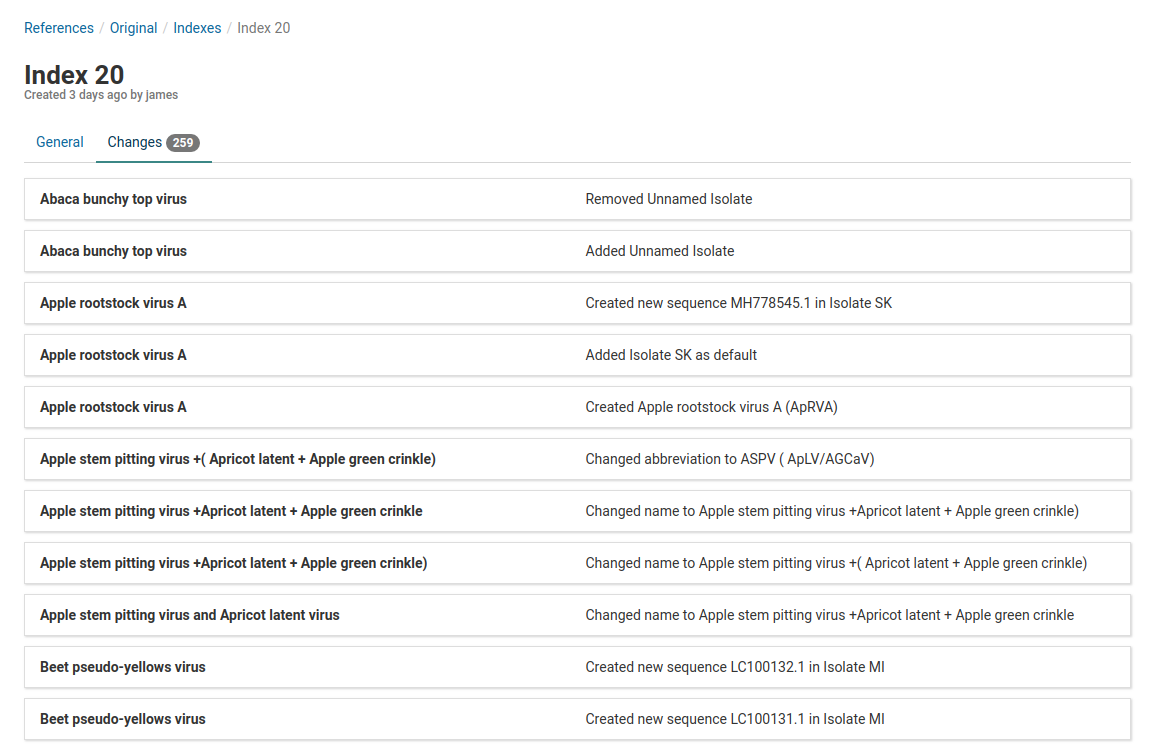 References / Original / Indexes / Index 20
Index 20
Created 3 days ago by james
General Changes 259
Abaca bunchy top virus Removed Unnamed Isolate
Abaca bunchy top virus Added Unnamed Isolate
Apple rootstock virus A Created new sequence MH778545.1 in Isolate SK
Apple rootstock virus A Added Isolate SK as default
Apple rootstock virus A Created Apple rootstock virus A (ApRVA)
Apple stem pitting virus +( Apricot latent + Apple green crinkle) Changed abbreviation to ASPV ( ApLV/AGCaV)
Apple stem pitting virus +Apricot latent + Apple green crinkle Changed name to Apple stem pitting virus +Apricot latent + Apple green crinkle)
Apple stem pitting virus +Apricot latent + Apple green crinkle) Changed name to Apple stem pitting virus +( Apricot latent + Apple green crinkle)
Apple stem pitting virus and Apricot latent virus Changed name to Apple stem pitting virus +Apricot latent + Apple green crinkle
Beet pseudo-yellows virus Created new sequence LC100132.1 in Isolate MI
Beet pseudo-yellows virus Created new sequence LC100131.1 in Isolate MI